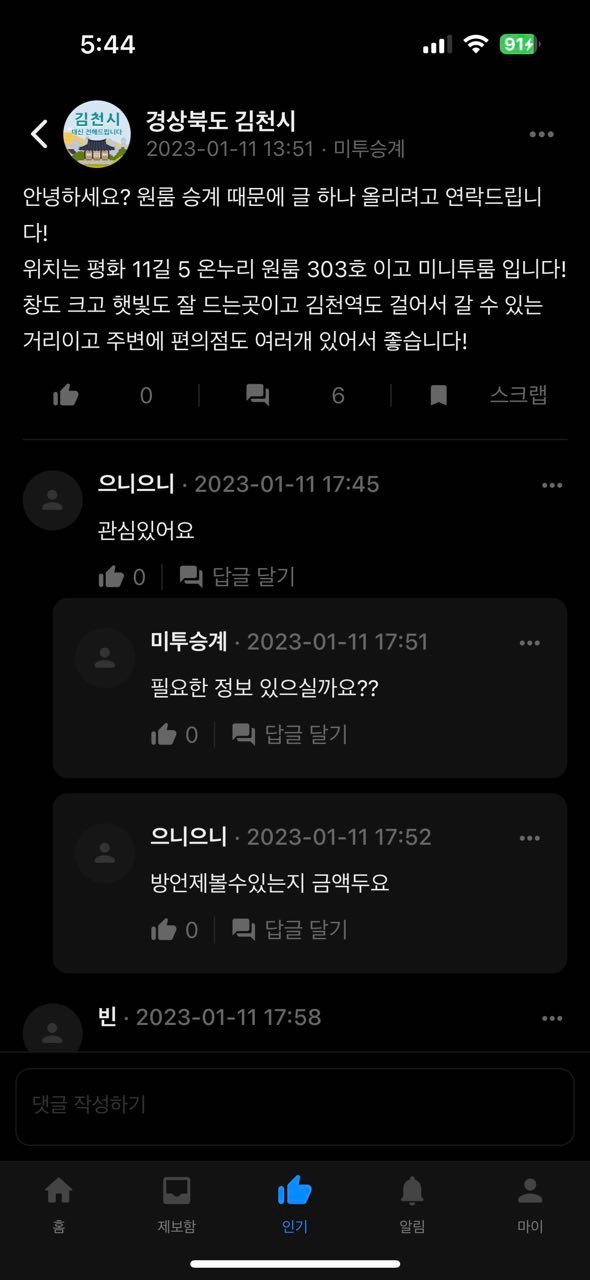 5:44
91
김천시
대신 전해드립니다
경상북도 김천시
2023-01-11 13:51 · 미투승계
안녕하세요? 원룸 승계 때문에 글 하나 올리려고 연락드립니
다!
위치는 평화 11길 5 온누리 원룸 303호 이고 미니투룸 입니다!
창도 크고 햇빛도 잘 드는곳이고 김천역도 걸어서 갈 수 있는
거리이고 주변에 편의점도 여러개 있어서 좋습니다!
0 6 스크랩
으니으니 · 2023-01-11 17:45
관심있어요
0 답글 달기
미투승계 · 2023-01-11 17:51
필요한 정보 있으실까요??
0 답글 달기
으니으니 · 2023-01-11 17:52
방언제볼수있는지 금액두요
0 답글 달기
빈 · 2023-01-11 17:58
댓글 작성하기
홈 제보함 인기 알림 마이